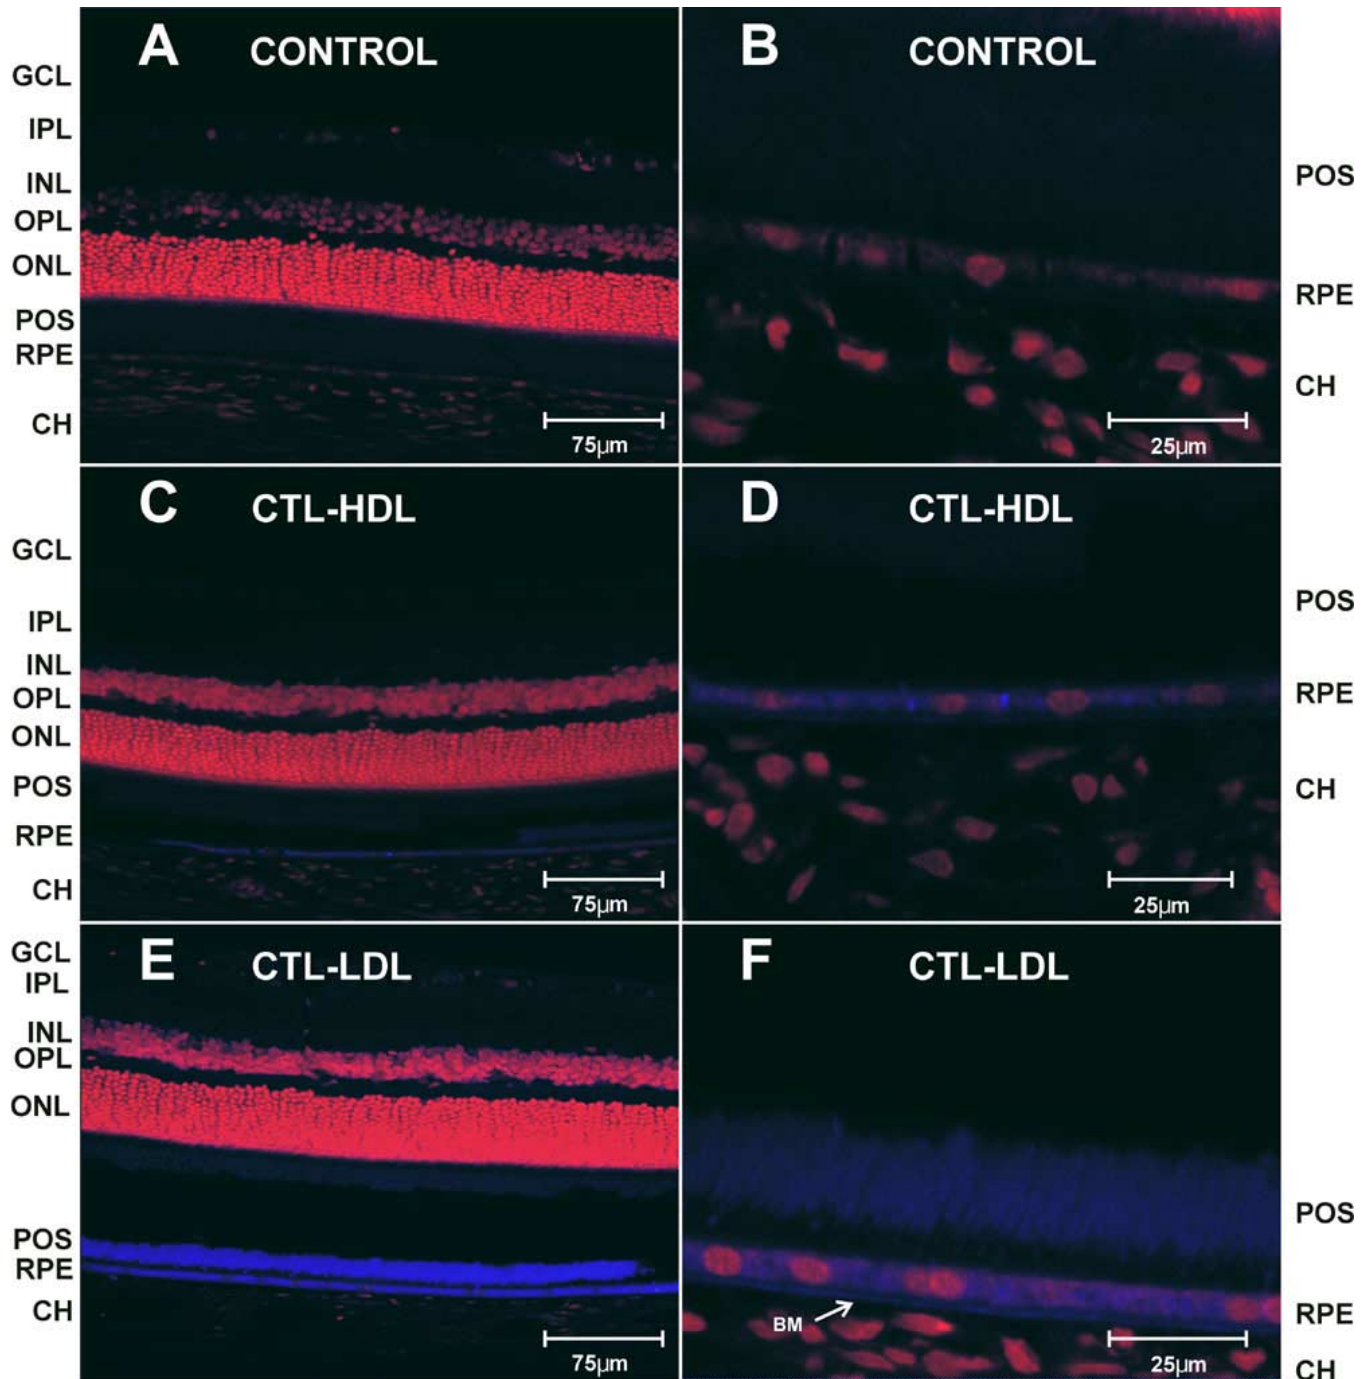 A CONTROL
GCL
IPL
INL
OPL
ONL
POS
RPE
CH
75µm
B CONTROL
POS
RPE
CH
25µm
C CTL-HDL
GCL
IPL
INL
OPL
ONL
POS
RPE
CH
75µm
D CTL-HDL
POS
RPE
CH
25µm
E CTL-LDL
GCL
IPL
INL
OPL
ONL
POS
RPE
CH
75µm
F CTL-LDL
POS
RPE
CH
BM
25µm